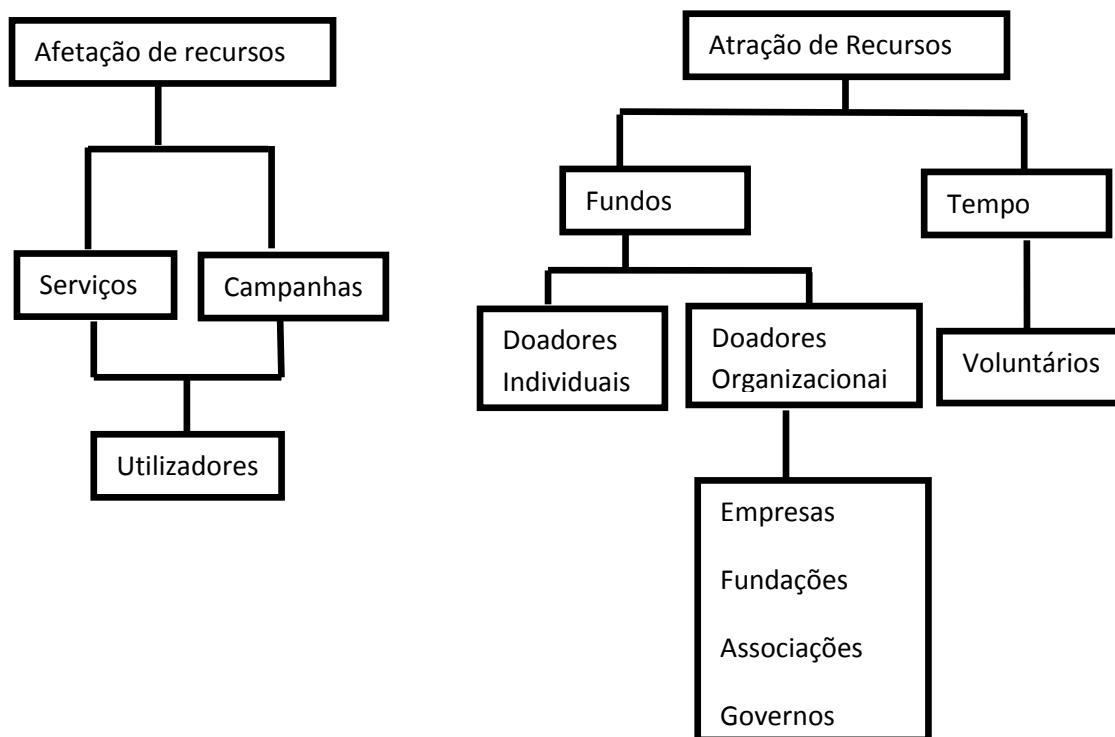 Afetação de recursos
Serviços
Campanhas
Utilizadores
Atração de Recursos
Fundos
Tempo
Doadores
Individuais
Doadores
Organizacionai
Voluntários
Empresas
Fundações
Associações
Governos